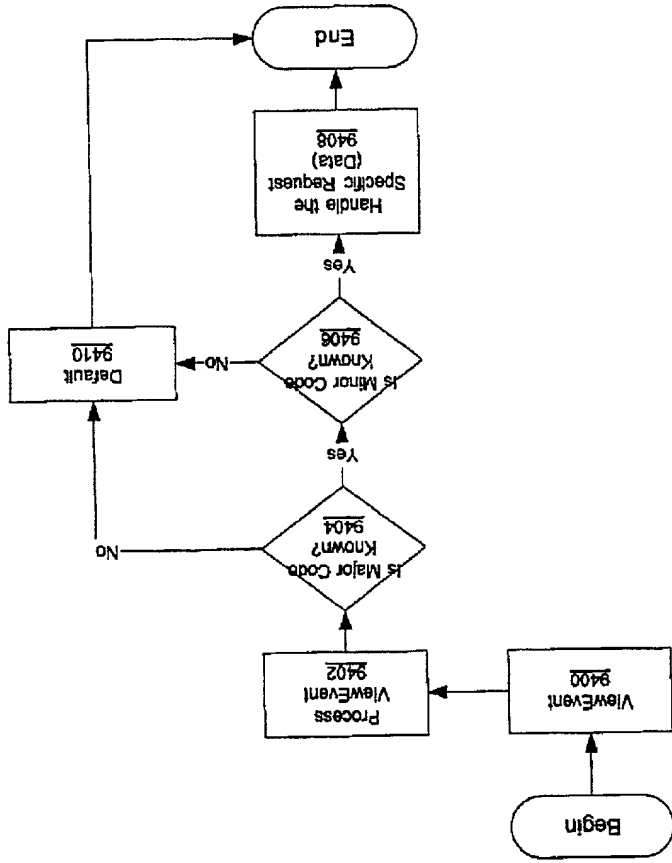 Begin
ViewEvent
9400
Process
ViewEvent
9402
Is Major Code
Known?
9404
No
Yes
Is Minor Code
Known?
9406
No
Default
9410
Yes
Handle the
Specific Request
(Data)
9408
End